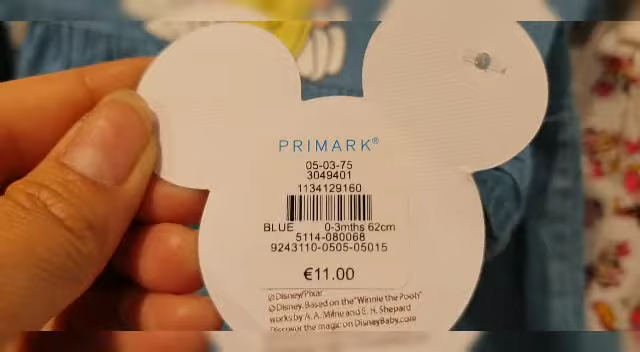 PRIMARK®
05-03-75
3049401
1134129160
BLUE 0-3mths 62cm
5114-080068
9243110-0505-05015
€11.00
©Disney/Pixar
©Disney. Based on the "Winnie the Pooh"
works by A. A. Milne and E. H. Shepard
Discover the magic on DisneyBaby.com